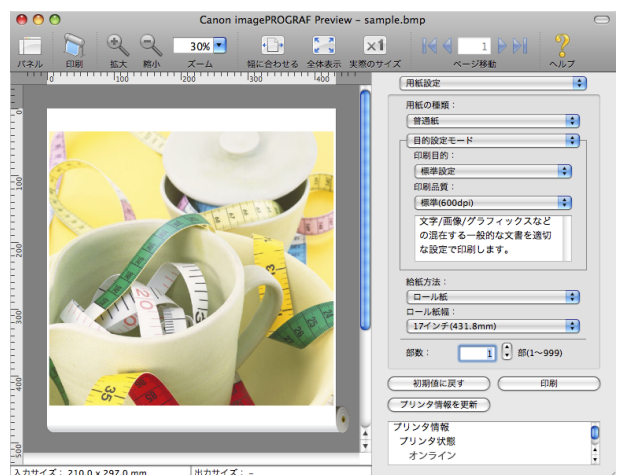 Canon imagePROGRAF Preview – sample.bmp
30%
×1
1
?
パネル 印刷 拡大 縮小 ズーム 幅に合わせる 全体表示 実際のサイズ ページ移動 ヘルプ
0 100 200 300 400
0
100
200
300
400
500
用紙設定
用紙の種類：
普通紙
目的設定モード
印刷目的：
標準設定
印刷品質：
標準(600dpi)
文字/画像/グラフィックスなど
の混在する一般的な文書を適切
な設定で印刷します。
給紙方法：
ロール紙
ロール紙幅：
17インチ(431.8mm)
部数： 1 部(1～999)
初期値に戻す 印刷
プリンタ情報を更新
プリンタ情報
プリンタ状態
オンライン
入力サイズ： 210.0 x 297.0 mm 出力サイズ： –